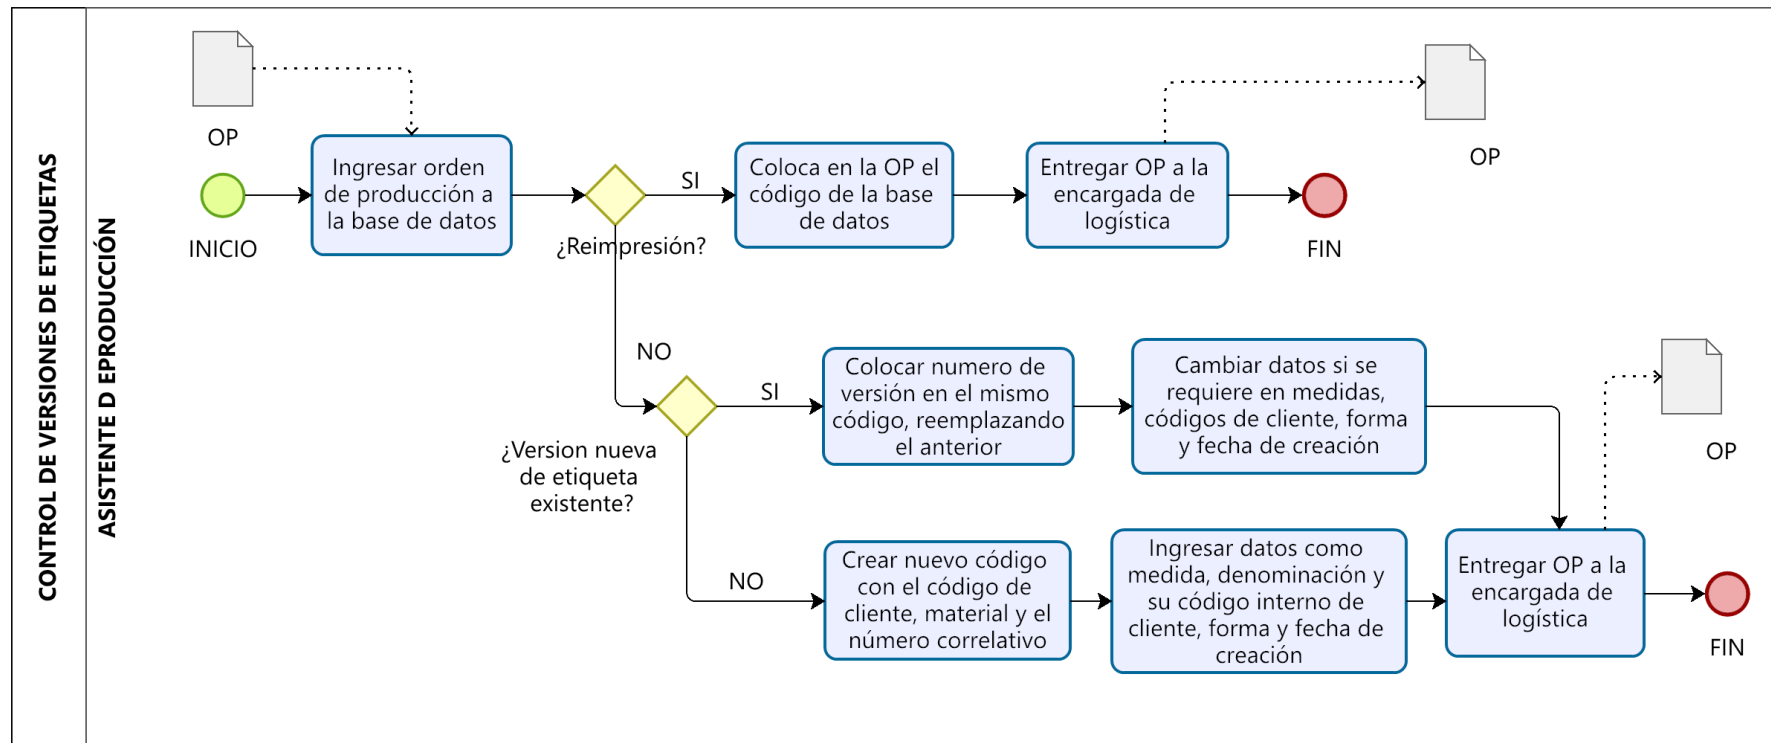 CONTROL DE VERSIONES DE ETIQUETAS
ASISTENTE D EPRODUCCIÓN
OP
INICIO
Ingresar orden
de producción a
la base de datos
¿Reimpresión?
SI
Coloca en la OP el
código de la base
de datos
Entregar OP a la
encargada de
logística
OP
FIN
NO
¿Version nueva
de etiqueta
existente?
SI
Colocar numero de
versión en el mismo
código, reemplazando
el anterior
Cambiar datos si se
requiere en medidas,
códigos de cliente, forma
y fecha de creación
OP
NO
Crear nuevo código
con el código de
cliente, material y el
número correlativo
Ingresar datos como
medida, denominación y
su código interno de
cliente, forma y fecha de
creación
Entregar OP a la
encargada de
logística
FIN